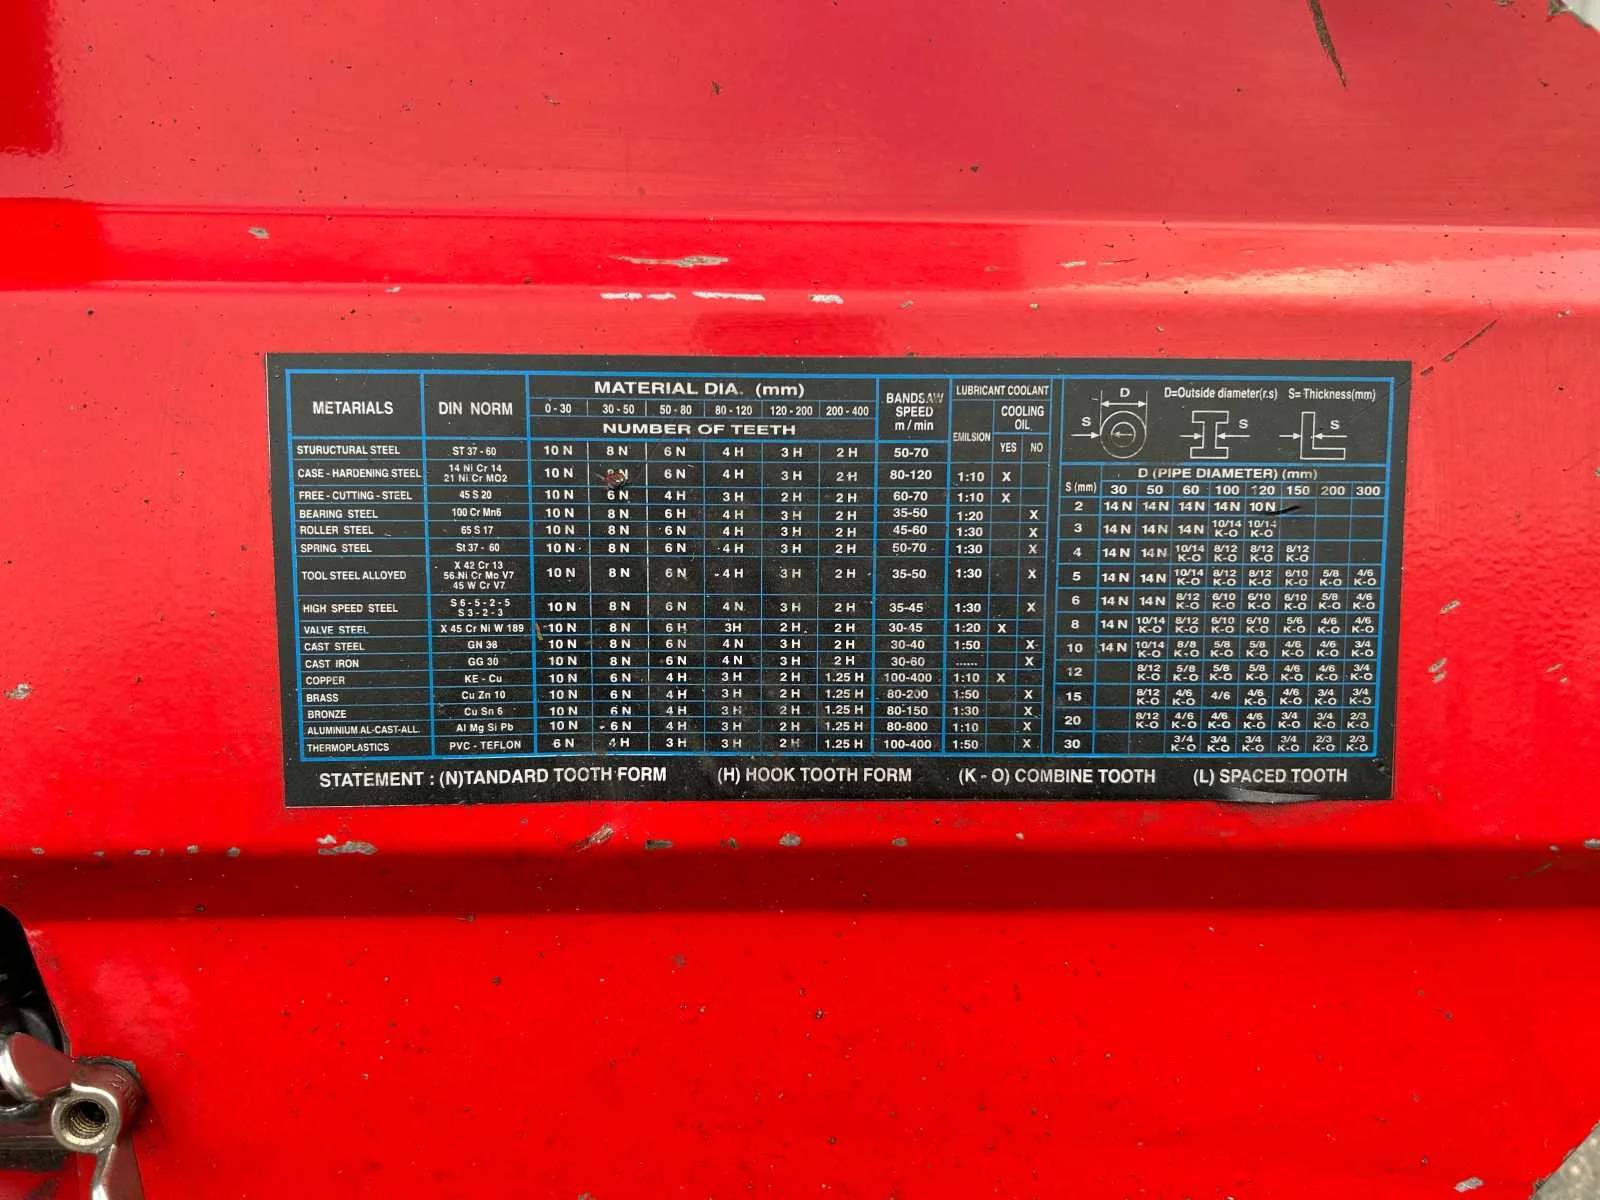 METARIALS DIN NORM MATERIAL DIA. (mm) BANDSAW SPEED m / min LUBRICANT COOLANT
0 - 30 30 - 50 50 - 80 80 - 120 120 - 200 200 - 400 EMILSION COOLING OIL
NUMBER OF TEETH YES NO
STURUCTURAL STEEL ST 37 - 60 10 N 8 N 6 N 4 H 3 H 2 H 50-70
CASE - HARDENING STEEL 14 Ni Cr 14 21 Ni Cr MO2 10 N 6 N 4 H 3 H 2 H 80-120 1:10 X
FREE - CUTTING - STEEL 45 S 20 10 N 6 N 4 H 3 H 2 H 2 H 60-70 1:10 X
BEARING STEEL 100 Cr Mn6 10 N 8 N 6 H 4 H 3 H 2 H 35-50 1:20 X
ROLLER STEEL 65 S 17 10 N 8 N 6 N 4 H 3 H 2 H 45-60 1:30 X
SPRING STEEL St 37 - 60 10 N 8 N 6 N 4 H 3 H 2 H 50-70 1:30 X
TOOL STEEL ALLOYED X 42 Cr 13 56 Ni Cr Mo V7 45 W Cr V7 10 N 8 N 6 N 4 H 3 H 2 H 35-50 1:30 X
HIGH SPEED STEEL S 6 - 5 - 2 - 5 S 3 - 2 - 3 10 N 8 N 6 N 4 N 3 H 2 H 35-45 1:30 X
VALVE STEEL X 45 Cr Ni W 189 10 N 8 N 6 H 3H 2 H 2 H 30-45 1:20 X
CAST STEEL GN 38 10 N 8 N 6 N 4 N 3 H 2 H 30-40 1:50 X
CAST IRON GG 30 10 N 8 N 6 N 4 N 3 H 2 H 30-60 ...... X
COPPER KE - Cu 10 N 6 N 4 H 3 H 2 H 1.25 H 100-400 1:10 X
BRASS Cu Zn 10 10 N 6 N 4 H 3 H 2 H 1.25 H 80-200 1:50 X
BRONZE Cu Sn 6 10 N 6 N 4 H 3 H 2 H 1.25 H 80-150 1:30 X
ALUMINIUM AL-CAST-ALL. Al Mg Si Pb 10 N 6 N 4 H 3 H 2 H 1.25 H 80-800 1:10 X
THERMOPLASTICS PVC - TEFLON 6 N 4 H 3 H 3 H 2 H 1.25 H 100-400 1:50 X
D D=Outside diameter(r.s) S= Thickness(mm)
S S S
S (mm) D (PIPE DIAMETER) (mm)
30 50 60 100 120 150 200 300
2 14 N 14 N 14 N 14 N 10 N
3 14 N 14 N 14 N 10/14 K-O 10/14 K-O
4 14 N 14 N 10/14 K-O 8/12 K-O 8/12 K-O 8/12 K-O
5 14 N 14 N 10/14 K-O 8/12 K-O 8/12 K-O 6/10 K-O 5/8 K-O 4/6 K-O
6 14 N 14 N 8/12 K-O 6/10 K-O 6/10 K-O 6/10 K-O 5/8 K-O 4/6 K-O
8 14 N 10/14 K-O 8/12 K-O 6/10 K-O 6/10 K-O 5/6 K-O 4/6 K-O 4/6 K-O
10 14 N 10/14 K-O 8/8 K-O 5/8 K-O 5/8 K-O 4/6 K-O 4/6 K-O 3/4 K-O
12 8/12 K-O 5/8 K-O 5/8 K-O 5/8 K-O 4/6 K-O 4/6 K-O 3/4 K-O
15 8/12 K-O 4/6 K-O 4/6 4/6 K-O 4/6 K-O 3/4 K-O 3/4 K-O
20 8/12 K-O 4/6 K-O 4/6 K-O 4/6 K-O 3/4 K-O 3/4 K-O 2/3 K-O
30 3/4 K-O 3/4 K-O 3/4 K-O 3/4 K-O 2/3 K-O 2/3 K-O
STATEMENT : (N)TANDARD TOOTH FORM (H) HOOK TOOTH FORM (K - O) COMBINE TOOTH (L) SPACED TOOTH